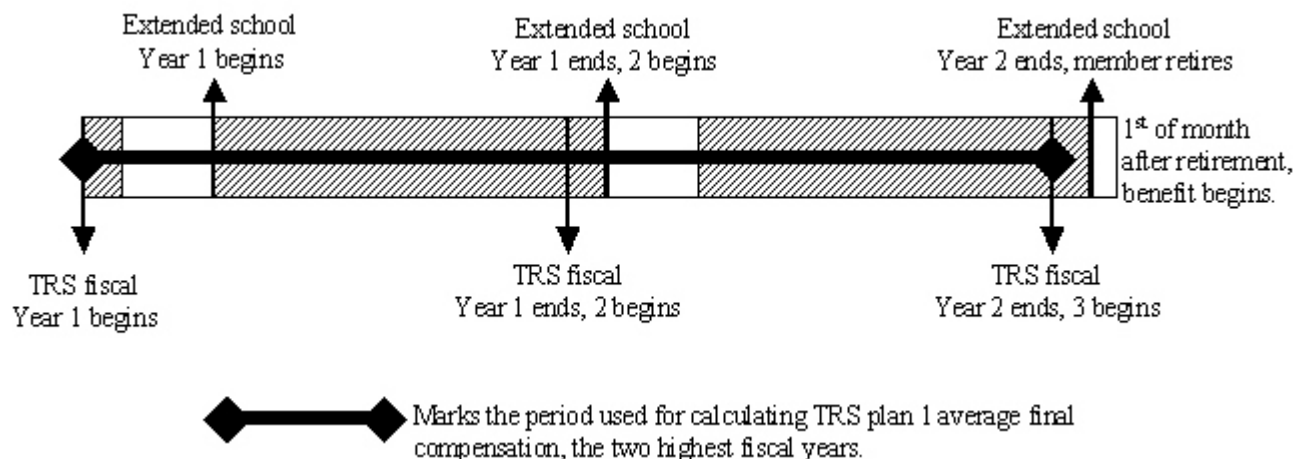 Extended school
Year 1 begins
Extended school
Year 1 ends, 2 begins
Extended school
Year 2 ends, member retires
1st of month
after retirement,
benefit begins.
TRS fiscal
Year 1 begins
TRS fiscal
Year 1 ends, 2 begins
TRS fiscal
Year 2 ends, 3 begins
Marks the period used for calculating TRS plan 1 average final
compensation, the two highest fiscal years.